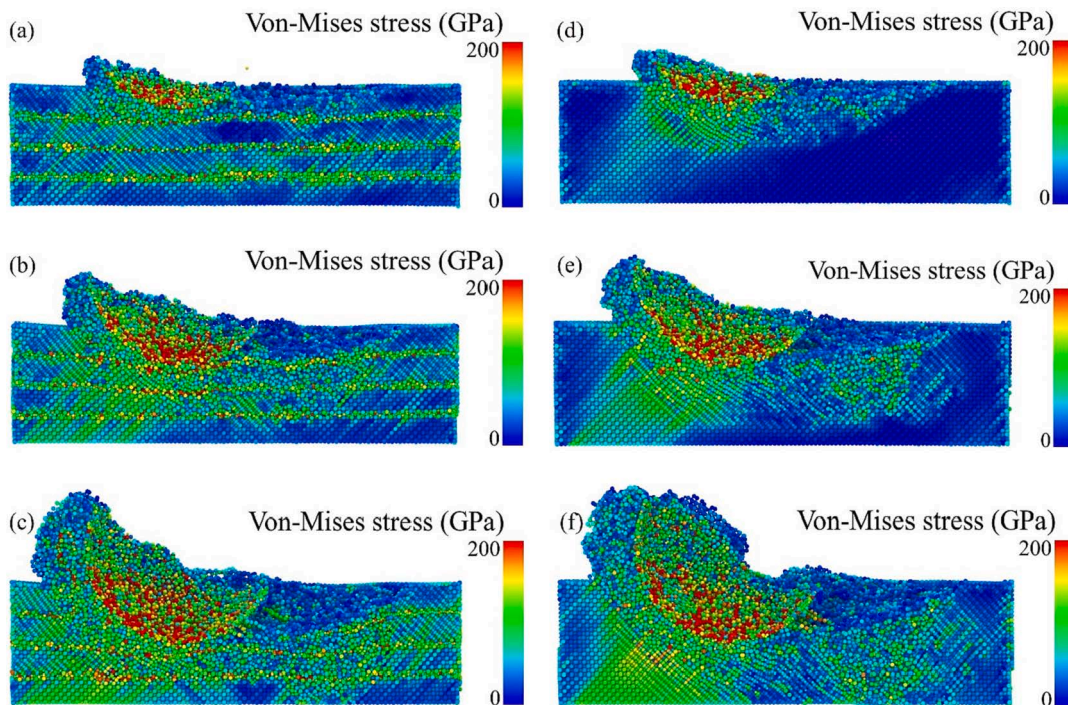 (a)
Von-Mises stress (GPa)
200
0
(d)
Von-Mises stress (GPa)
200
0
(b)
Von-Mises stress (GPa)
200
0
(e)
Von-Mises stress (GPa)
200
0
(c)
Von-Mises stress (GPa)
200
0
(f)
Von-Mises stress (GPa)
200
0